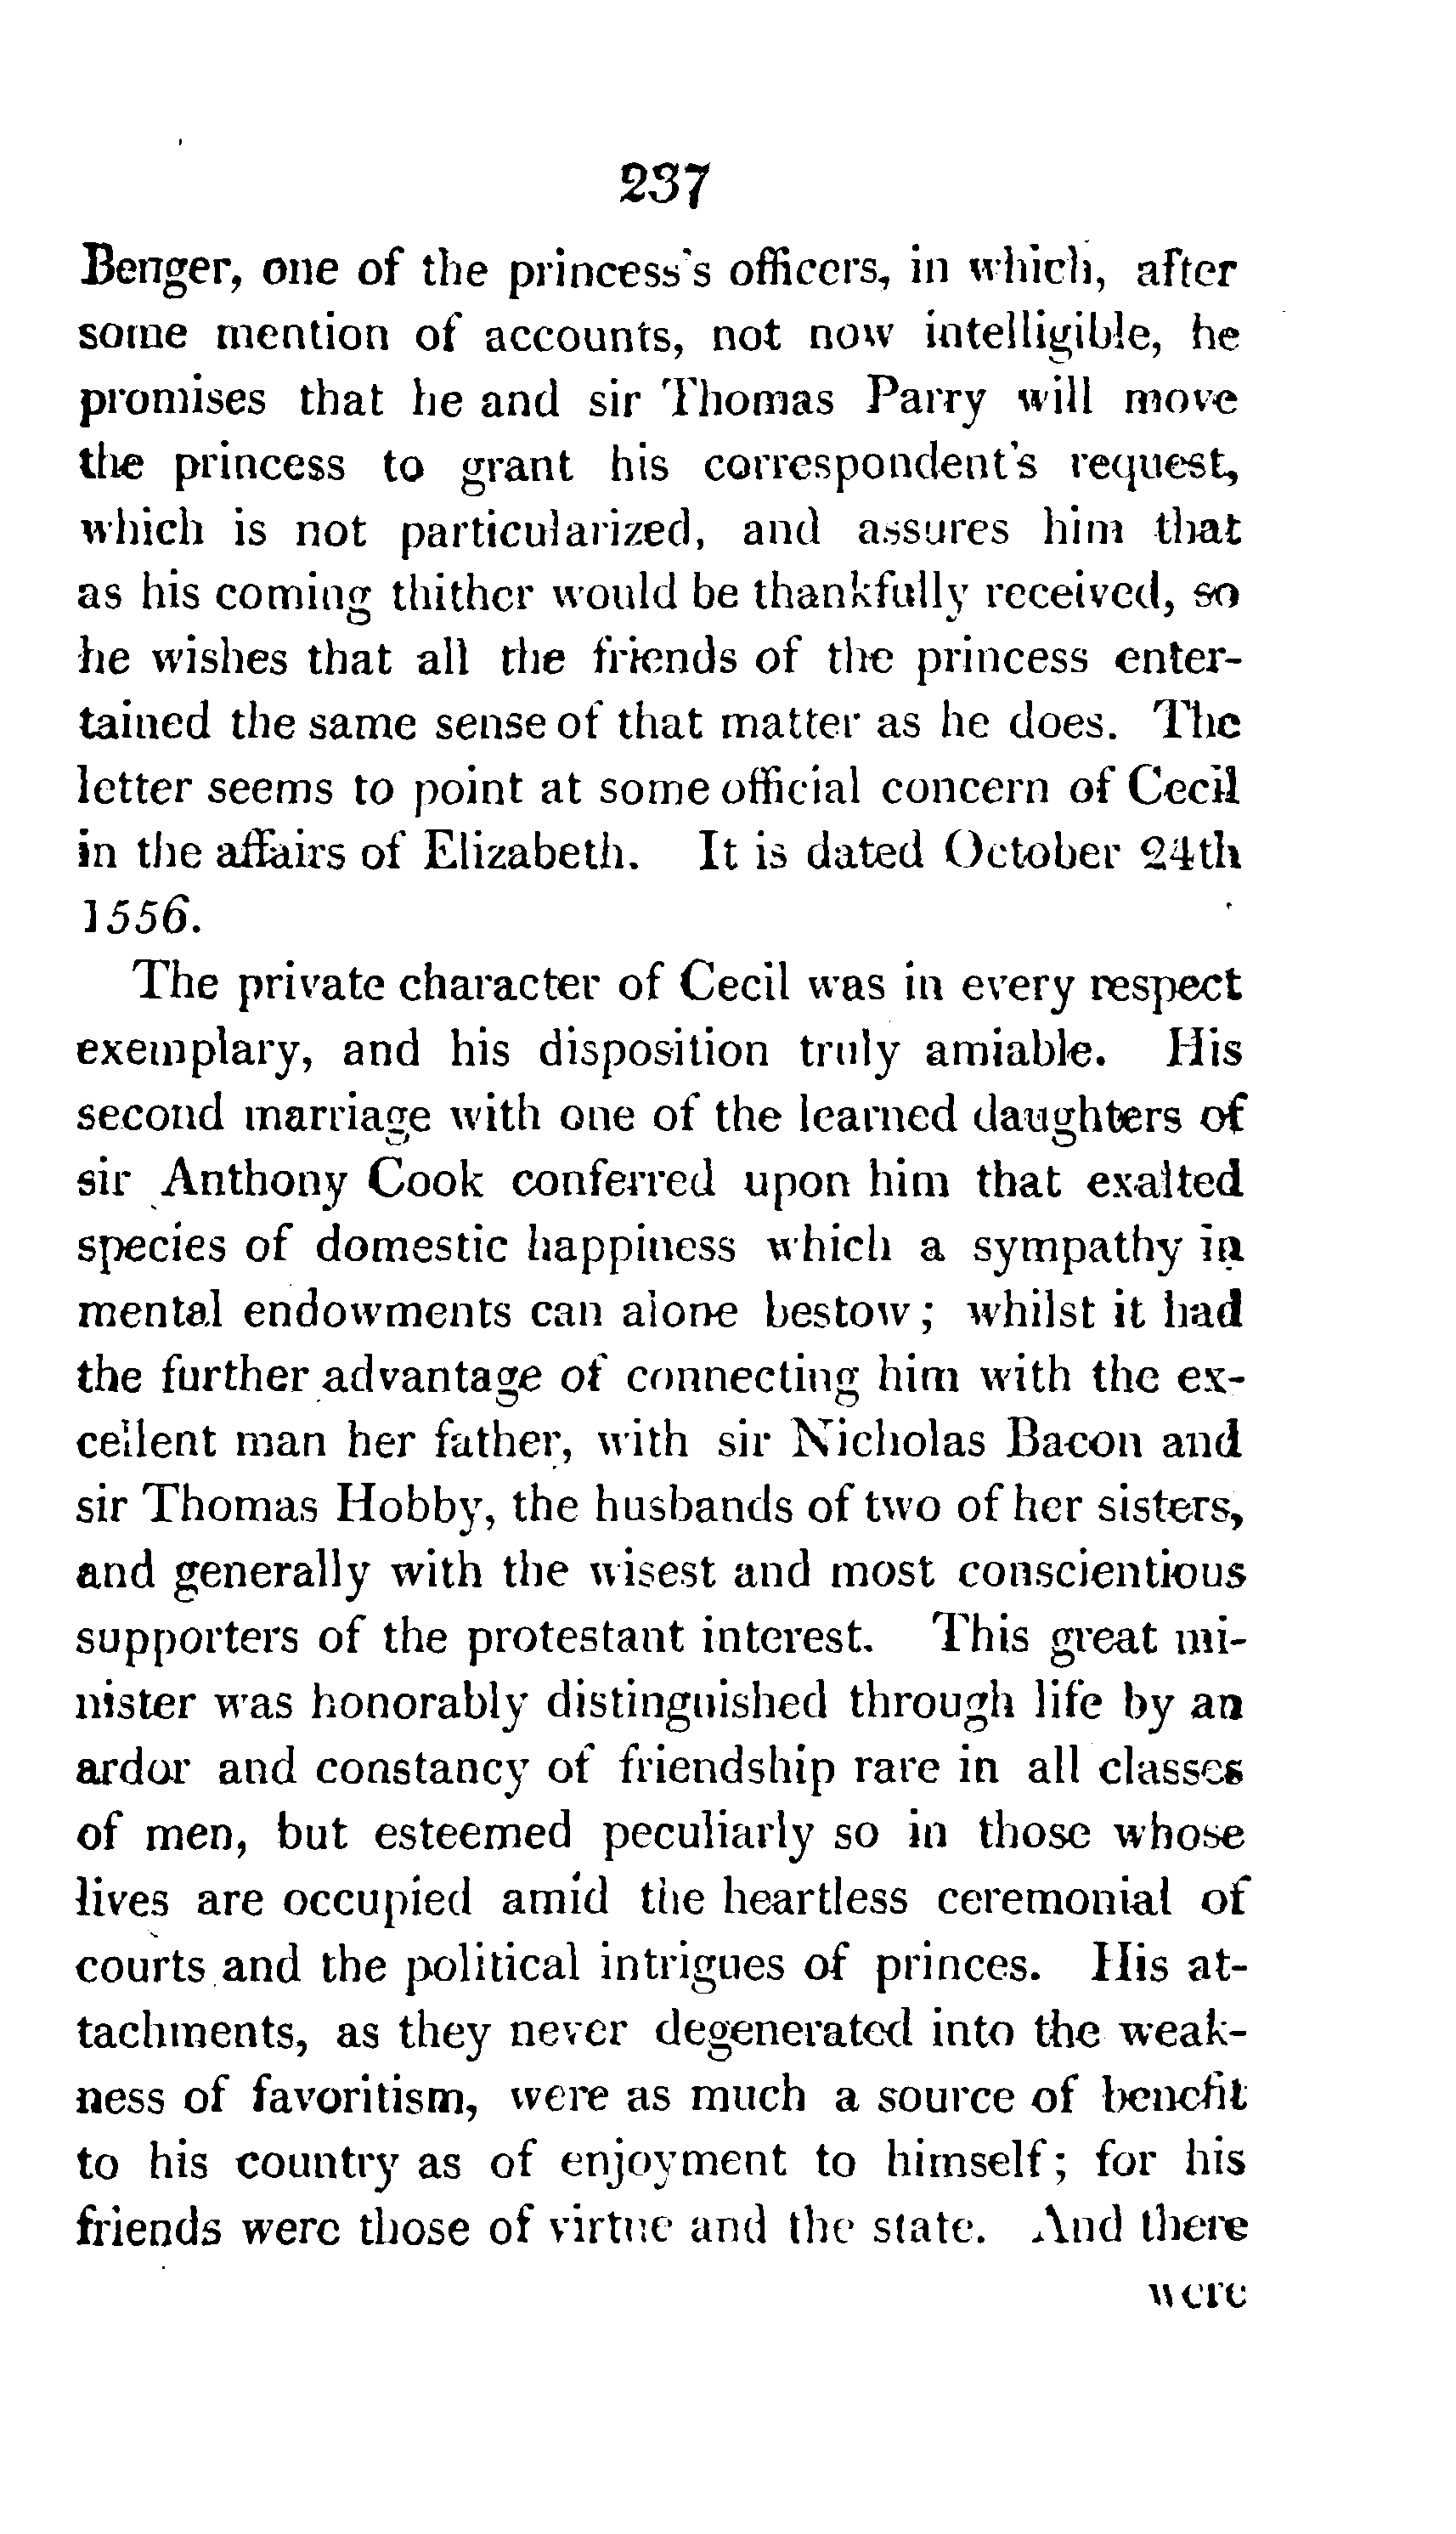 237
Benger, one of the princess's officers, in which, after
some mention of accounts, not now intelligible, he
promises that he and sir Thomas Parry will move
the princess to grant his correspondent's request,
which is not particularized, and assures him that
as his coming thither would be thankfully received, so
he wishes that all the friends of the princess enter-
tained the same sense of that matter as he does. The
letter seems to point at some official concern of Cecil
in the affairs of Elizabeth. It is dated October 24th
1556.
The private character of Cecil was in every respect
exemplary, and his disposition truly amiable. His
second marriage with one of the learned daughters of
sir Anthony Cook conferred upon him that exalted
species of domestic happiness which a sympathy in
mental endowments can alone bestow; whilst it had
the further advantage of connecting him with the ex-
cellent man her father, with sir Nicholas Bacon and
sir Thomas Hobby, the husbands of two of her sisters,
and generally with the wisest and most conscientious
supporters of the protestant interest. This great mi-
nister was honorably distinguished through life by an
ardor and constancy of friendship rare in all classes
of men, but esteemed peculiarly so in those whose
lives are occupied amid the heartless ceremonial of
courts and the political intrigues of princes. His at-
tachments, as they never degenerated into the weak-
ness of favoritism, were as much a source of benefit
to his country as of enjoyment to himself; for his
friends were those of virtue and the state. And there
were